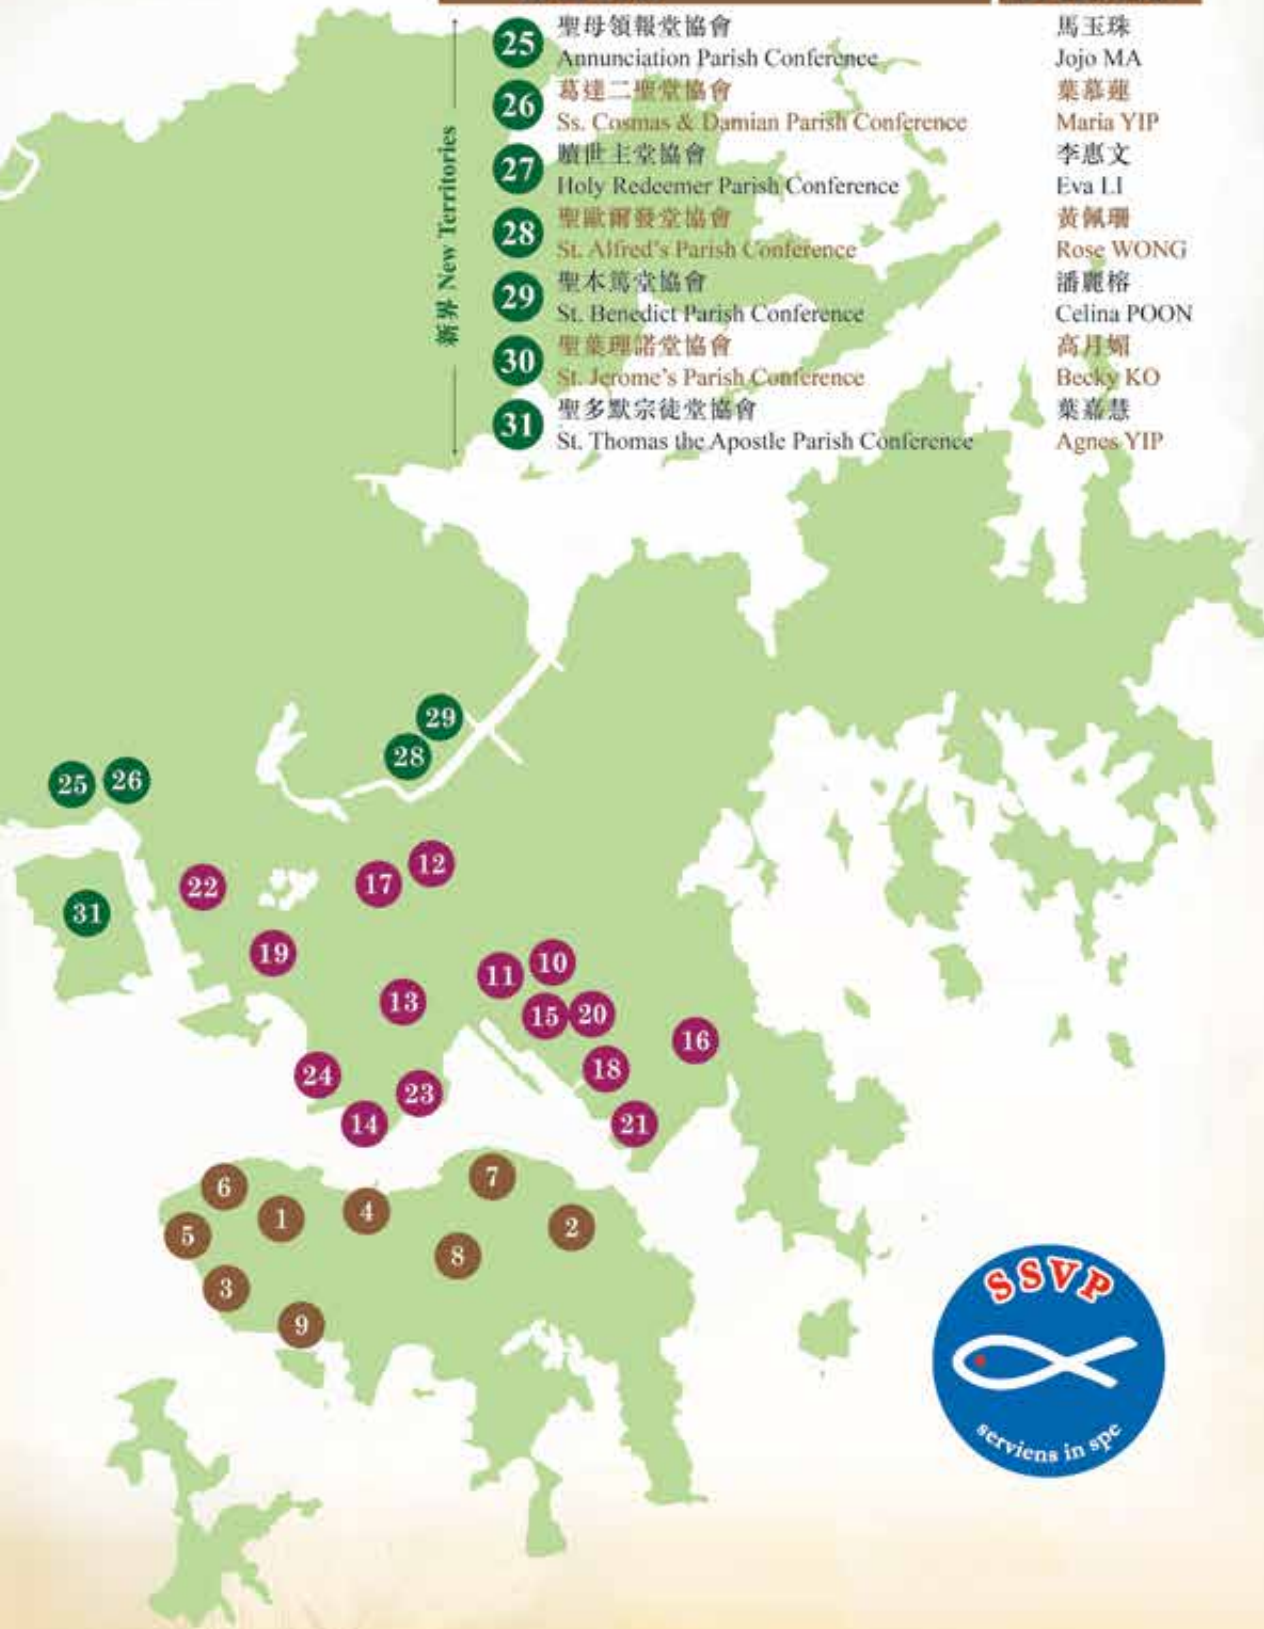 25
聖母領報堂協會
馬玉珠
Annunciation Parish Conference
Jojo MA
26
葛達二聖堂協會
葉慕蓮
Ss. Cosmas & Damian Parish Conference
Maria YIP
27
贖世主堂協會
李惠文
Holy Redeemer Parish Conference
Eva LI
28
聖歐爾發堂協會
黃佩珊
St. Alfred's Parish Conference
Rose WONG
新界 New Territories
29
聖本篤堂協會
潘麗榕
St. Benedict Parish Conference
Celina POON
30
聖葉理諾堂協會
高月媚
St. Jerome's Parish Conference
Becky KO
31
聖多默宗徒堂協會
葉嘉慧
St. Thomas the Apostle Parish Conference
Agnes YIP
29
28
25
26
12
17
22
31
19
11
10
13
15
20
16
18
24
23
14
21
6
7
1
4
2
5
8
3
9
SSVP
serviens in spe